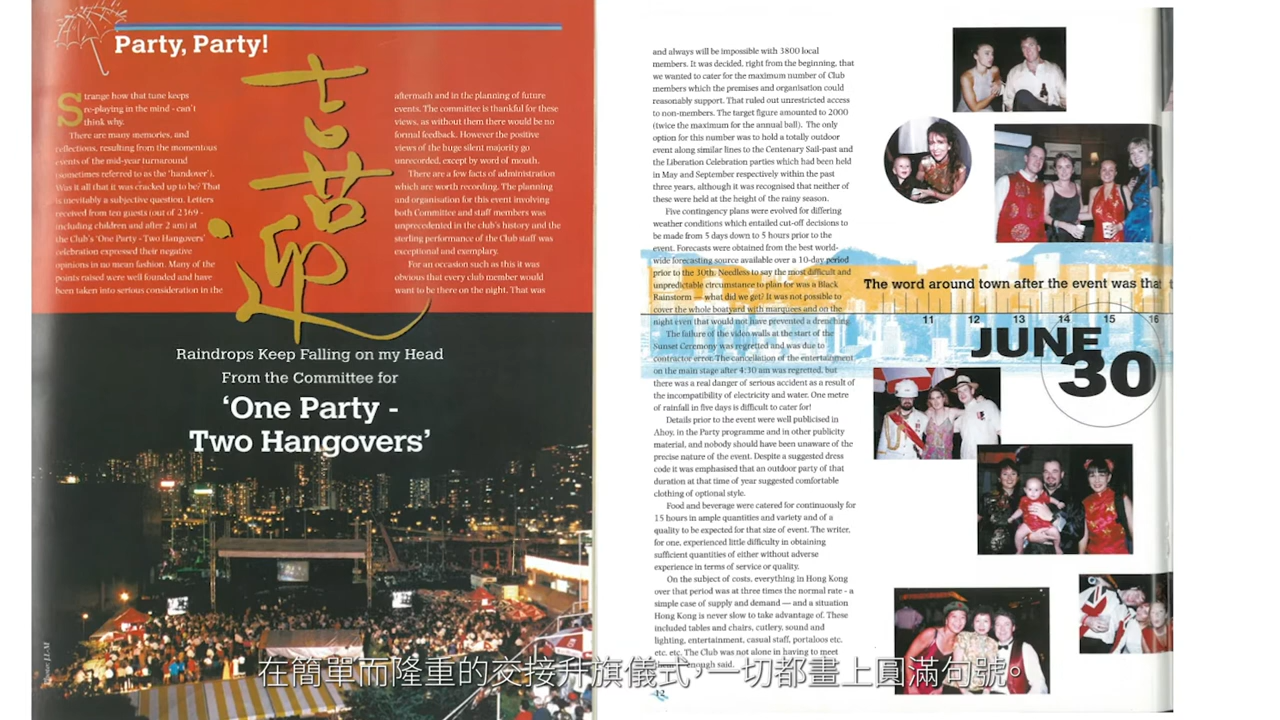 Party, Party!
Strange how that tune keeps
re-playing in the mind - can't
think why.
There are many memories, and
reflections, resulting from the momentous
events of the mid-year turnaround
(sometimes referred to as the 'handover').
Was it all that it was cracked up to be? That
is inevitably a subjective question. Letters
received from ten guests (out of 2369 -
including children and after 2 am) at
the Club's 'One Party - Two Hangovers'
celebration expressed their negative
opinions in no mean fashion. Many of the
points raised were well founded and have
been taken into serious consideration in the
aftermath and in the planning of future
events. The committee is thankful for these
views, as without them there would be no
formal feedback. However the positive
views of the huge silent majority go
unrecorded, except by word of mouth.
There are a few facts of administration
which are worth recording. The planning
and organisation for this event involving
both Committee and staff members was
unprecedented in the club's history and the
sterling performance of the Club staff was
exceptional and exemplary.
For an occasion such as this it was
obvious that every club member would
want to be there on the night. That was
Raindrops Keep Falling on my Head
From the Committee for
'One Party -
Two Hangovers'
and always will be impossible with 3800 local
members. It was decided, right from the beginning, that
we wanted to cater for the maximum number of Club
members which the premises and organisation could
reasonably support. That ruled out unrestricted access
to non-members. The target figure amounted to 2000
(twice the maximum for the annual ball). The only
option for this number was to hold a totally outdoor
event along similar lines to the Centenary Sail-past and
the Liberation Celebration parties which had been held
in May and September respectively within the past
three years, although it was recognised that neither of
these were held at the height of the rainy season.
Five contingency plans were evolved for differing
weather conditions which entailed cut-off decisions to
be made from 5 days down to 5 hours prior to the
event. Forecasts were obtained from the best world-
wide forecasting source available over a 10-day period
prior to the 30th. Needless to say the most difficult and
unpredictable circumstance to plan for was a Black
Rainstorm — what did we get? It was not possible to
cover the whole boatyard with marquees and on the
night even that would not have prevented a drenching.
The failure of the video walls at the start of the
Sunset Ceremony was regretted and was due to
contractor error. The cancellation of the entertainment
on the main stage after 4:30 am was regretted, but
there was a real danger of serious accident as a result of
the incompatibility of electricity and water. One metre
of rainfall in five days is difficult to cater for!
Details prior to the event were well publicised in
Ahoy, in the Party programme and in other publicity
material, and nobody should have been unaware of the
precise nature of the event. Despite a suggested dress
code it was emphasised that an outdoor party of that
duration at that time of year suggested comfortable
clothing of optional style.
Food and beverage were catered for continuously for
15 hours in ample quantities and variety and of a
quality to be expected for that size of event. The writer,
for one, experienced little difficulty in obtaining
sufficient quantities of either without adverse
experience in terms of service or quality.
On the subject of costs, everything in Hong Kong
over that period was at three times the normal rate - a
simple case of supply and demand — and a situation
Hong Kong is never slow to take advantage of. These
included tables and chairs, cutlery, sound and
lighting, entertainment, casual staff, portaloos etc.
etc. etc. The Club was not alone in having to meet
enough said.
12
The word around town after the event was that
11 12 13 14 15 16
JUNE
30
在簡單而隆重的交接升旗儀式,一切都畫上圓滿句號。